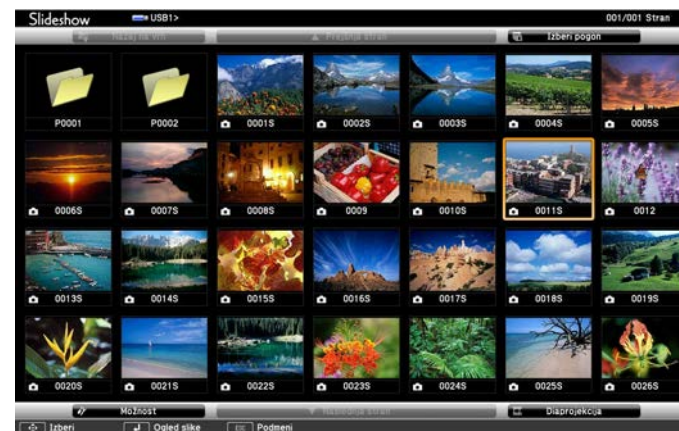 Slideshow USB1> 001/001 Stran
Nazaj na vrh Prejšnja stran Izberi pogon
P0001 P0002 0001S 0002S 0003S 0004S 0005S
0006S 0007S 0008S 0009 0010S 0011S 0012
0013S 0014S 0015S 0016S 0017S 0018S 0019S
0020S 0021S 0022S 0023S 0024S 0025S 0026S
Možnost Naslednja stran Diaprojekcija
Izberi Ogled slike Esc Podmeni